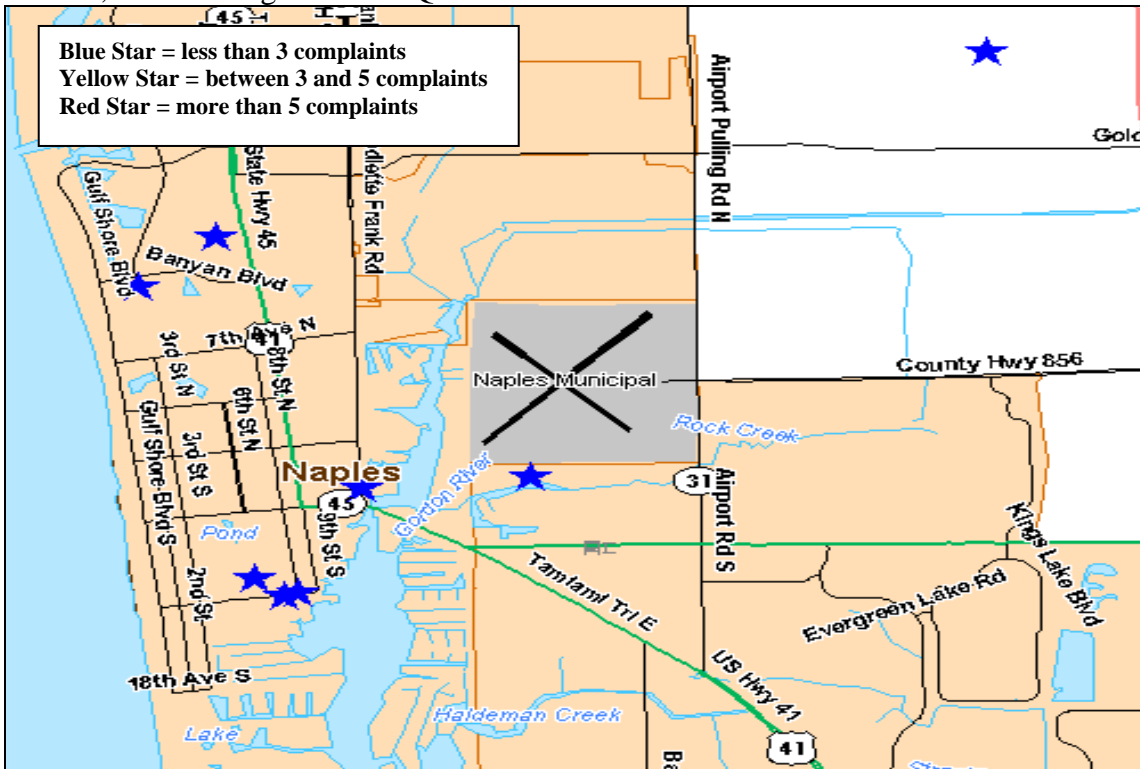 45
Blue Star = less than 3 complaints
Yellow Star = between 3 and 5 complaints
Red Star = more than 5 complaints
Airport Pulling Rd N
State Hwy 45
dlette Frank Rd
Gulf Shore Blvd
Banyan Blvd
7th Ave N
41
3rd St N
8th St N
6th St N
Naples Municipal
County Hwy 856
Rock Creek
Gulf Shore Blvd S
3rd St S
Naples
45
Gordon River
31
Airport Rd S
9th St S
Pond
2nd St
Tamiami Trl E
Kings Lake Blvd
Evergreen Lake Rd
18th Ave S
US Hwy 41
Lake
Haldeman Creek
41
Ba